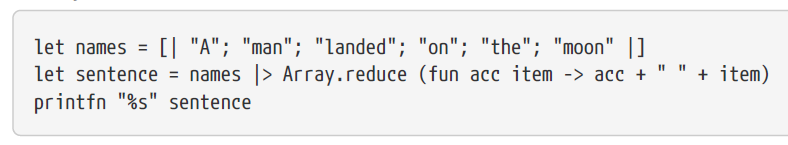 let names = [| "A"; "man"; "landed"; "on"; "the"; "moon" |]
let sentence = names |> Array.reduce (fun acc item -> acc + " " + item)
printfn "%s" sentence